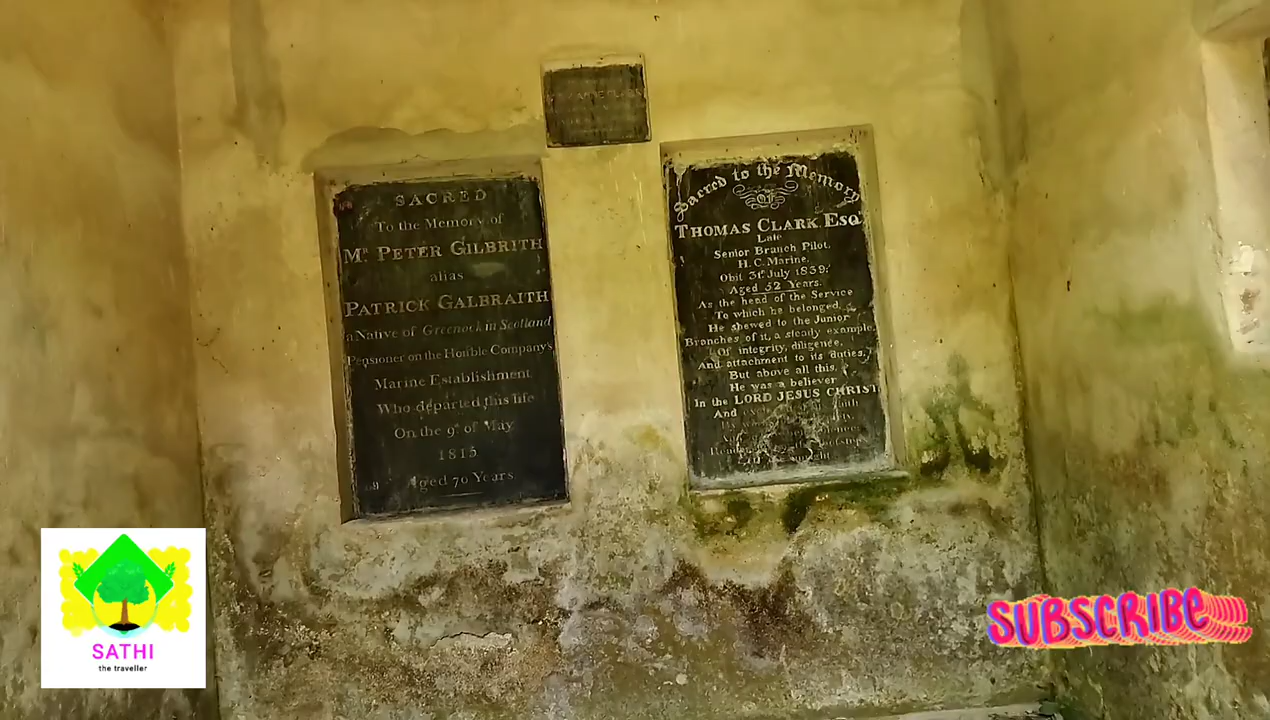 SACRED
To the Memory of
Mr. PETER GILBRITH
alias
PATRICK GALBRAITH
a Native of Greenock in Scotland
Pensioner on the Honble Company's
Marine Establishment
Who departed this life
On the 9th of May
1815
Aged 70 Years
Sacred to the Memory
OF
THOMAS CLARK ESQ
Late
Senior Branch Pilot,
H. C. Marine.
Obit 31st July 1839;
Aged 52 Years.
As the head of the Service
To which he belonged,
He shewed to the Junior
Branches of it, a steady example,
Of integrity, diligence,
And attachment to its duties,
But above all this,
He was a believer
In the LORD JESUS CHRIST
And
SATHI
the traveller
SUBSCRIBE